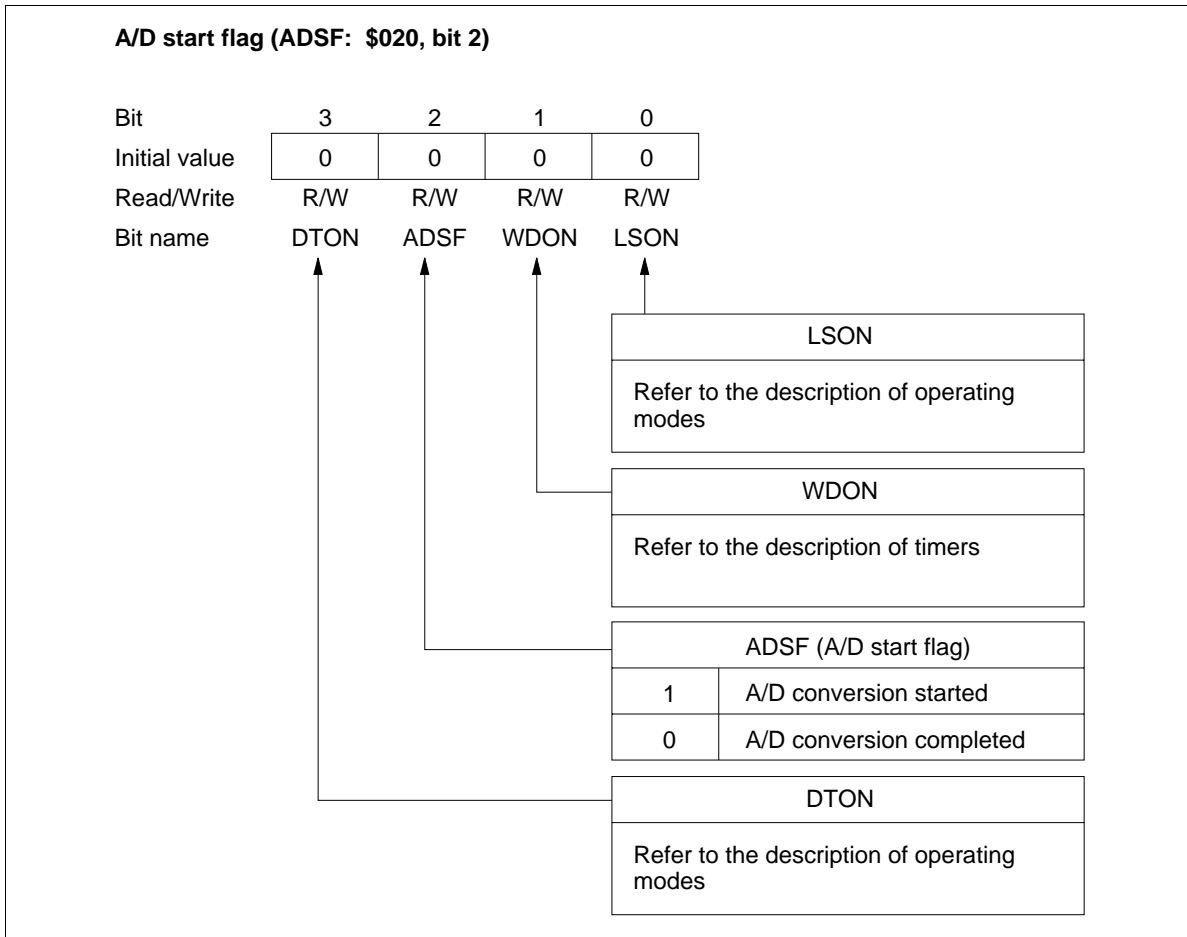 A/D start flag (ADSF: $020, bit 2)
Bit 3 2 1 0
Initial value 0 0 0 0
Read/Write R/W R/W R/W R/W
Bit name DTON ADSF WDON LSON
LSON
Refer to the description of operating
modes
WDON
Refer to the description of timers
ADSF (A/D start flag)
1 A/D conversion started
0 A/D conversion completed
DTON
Refer to the description of operating
modes